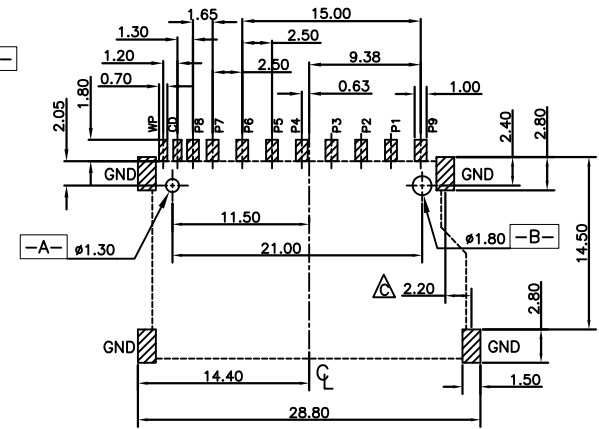 1.65
15.00
1.30
2.50
1.20
9.38
2.50
0.70
0.63
1.00
1.80
2.05
WP
CD
P8
P7
P6
P5
P4
P3
P2
P1
P9
2.40
2.80
GND
GND
11.50
-A-
ø1.30
ø1.80
-B-
21.00
14.50
C
2.20
2.80
GND
GND
14.40
CL
1.50
28.80